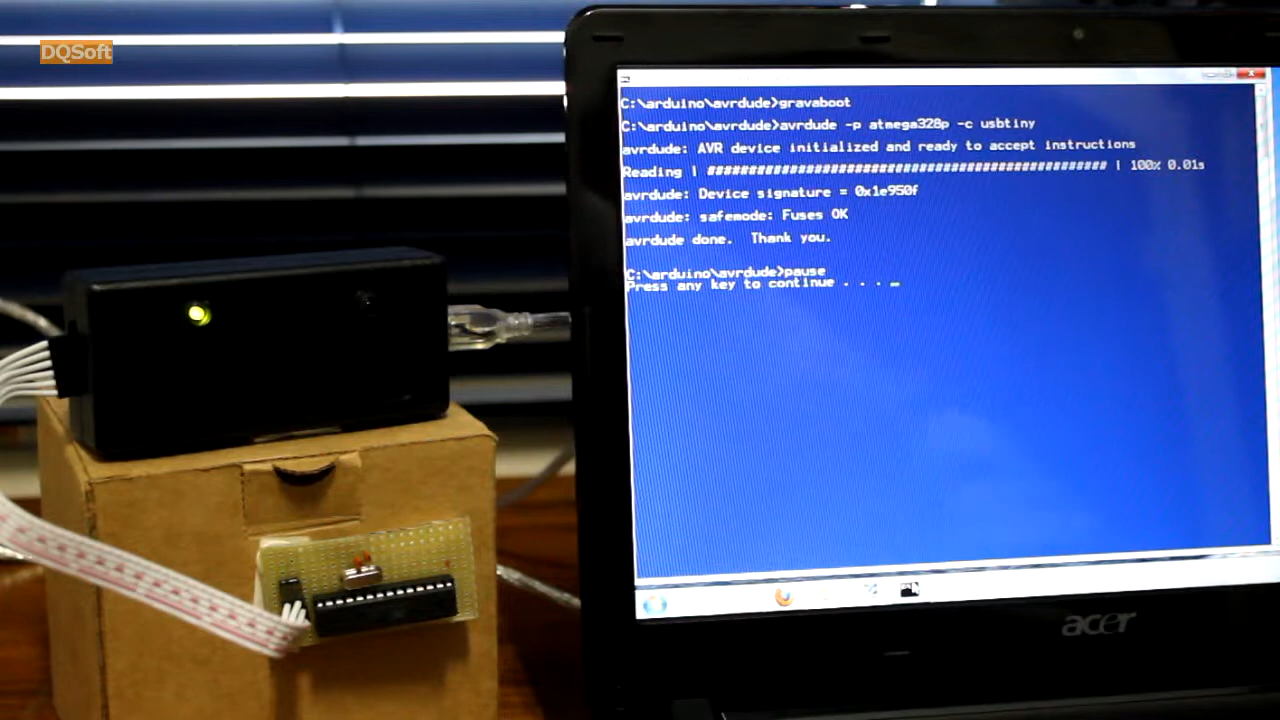 DQSoft
C:\arduino\avrdude>gravaboot
C:\arduino\avrdude>avrdude -p atmega328p -c usbtiny
avrdude: AVR device initialized and ready to accept instructions
Reading | ################################################## | 100% 0.01s
avrdude: Device signature = 0x1e950f
avrdude: safemode: Fuses OK
avrdude done.  Thank you.
C:\arduino\avrdude>pause
Press any key to continue . . .
acer